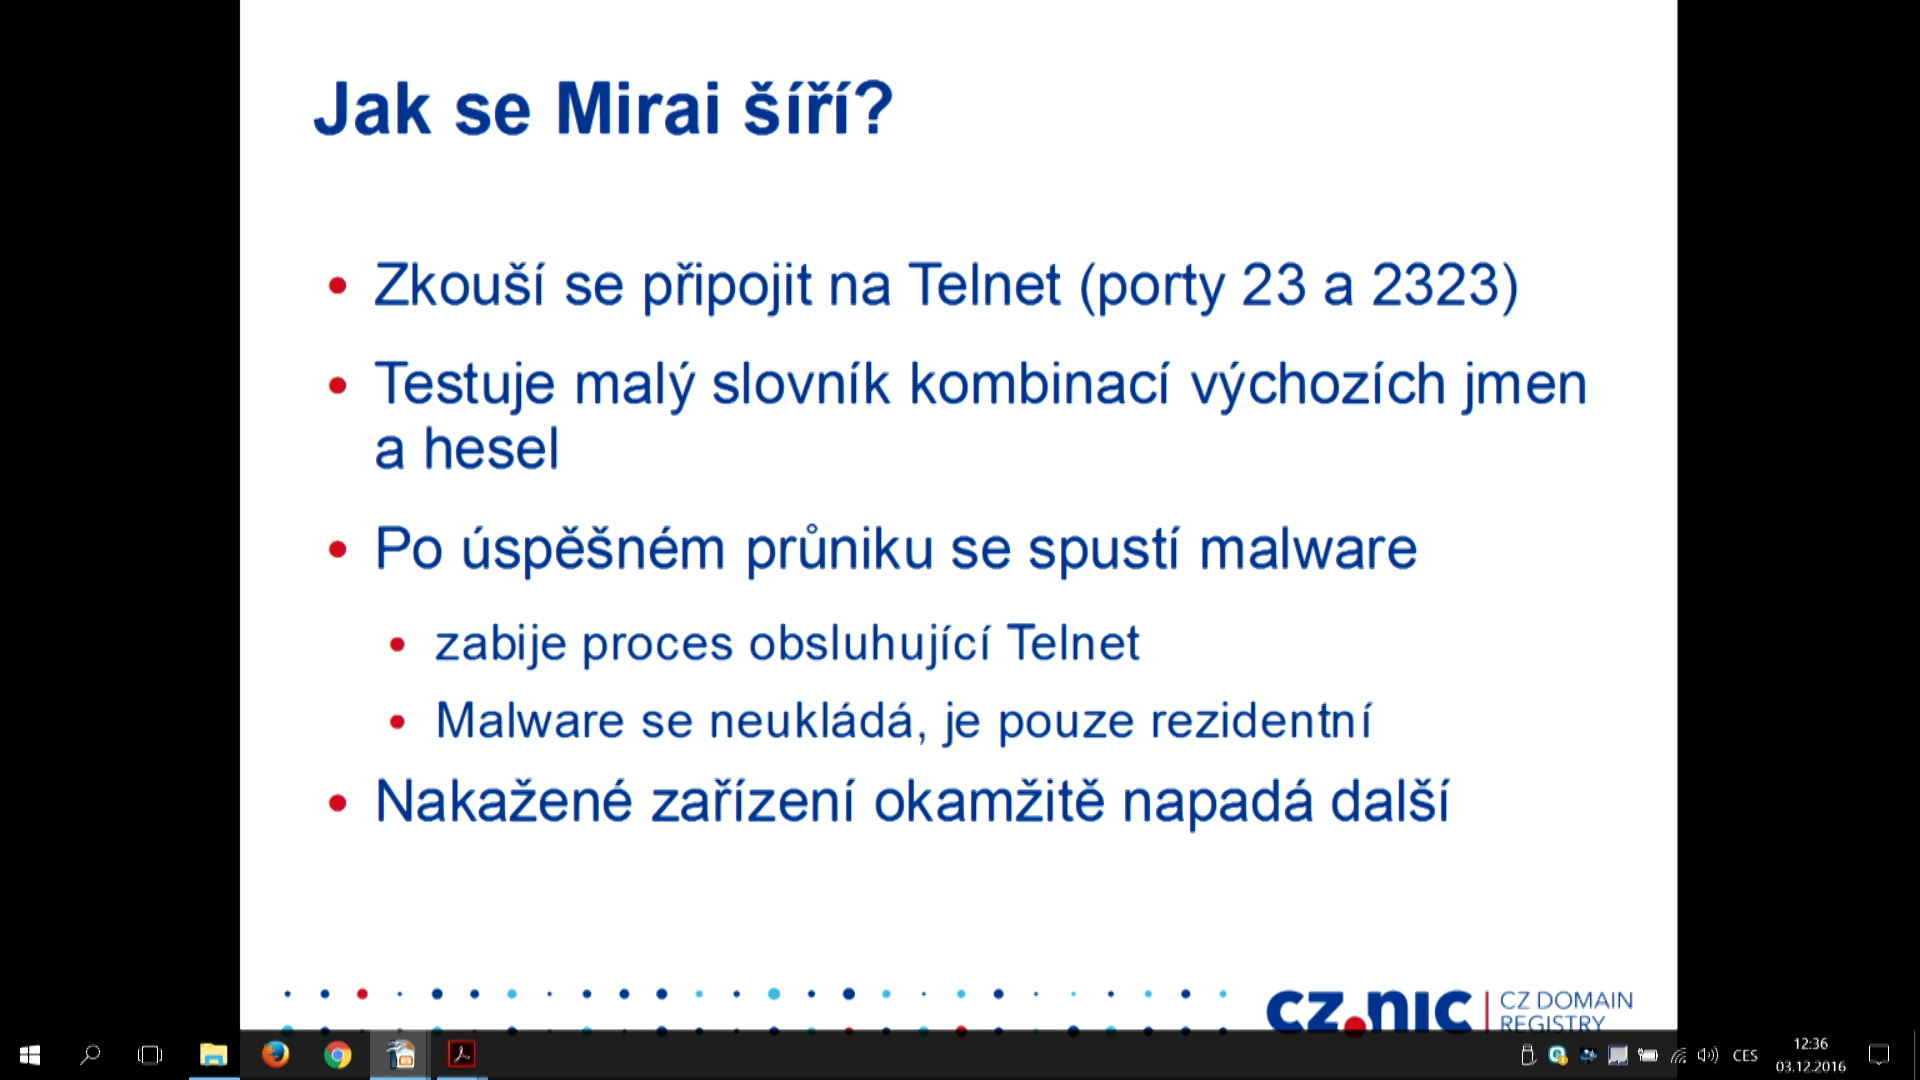 Jak se Mirai šíří?
Zkouší se připojit na Telnet (porty 23 a 2323)
Testuje malý slovník kombinací výchozích jmen
a hesel
Po úspěšném průniku se spustí malware
zabije proces obsluhující Telnet
Malware se neukládá, je pouze rezidentní
Nakažené zařízení okamžitě napadá další
CZ.NIC
CZ DOMAIN
REGISTRY
CES
12:36
03.12.2016